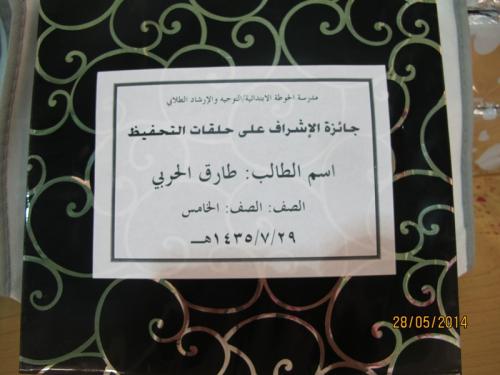 مدرسة الحوطة الابتدائية/التوجيه والإرشاد الطلابي
جائزة الإشراف على حلقات التحفيظ
اسم الطالب: طارق الحربي
الصف: الصف: الخامس
١٤٣٥/٧/٢٩هـ
28/05/2014